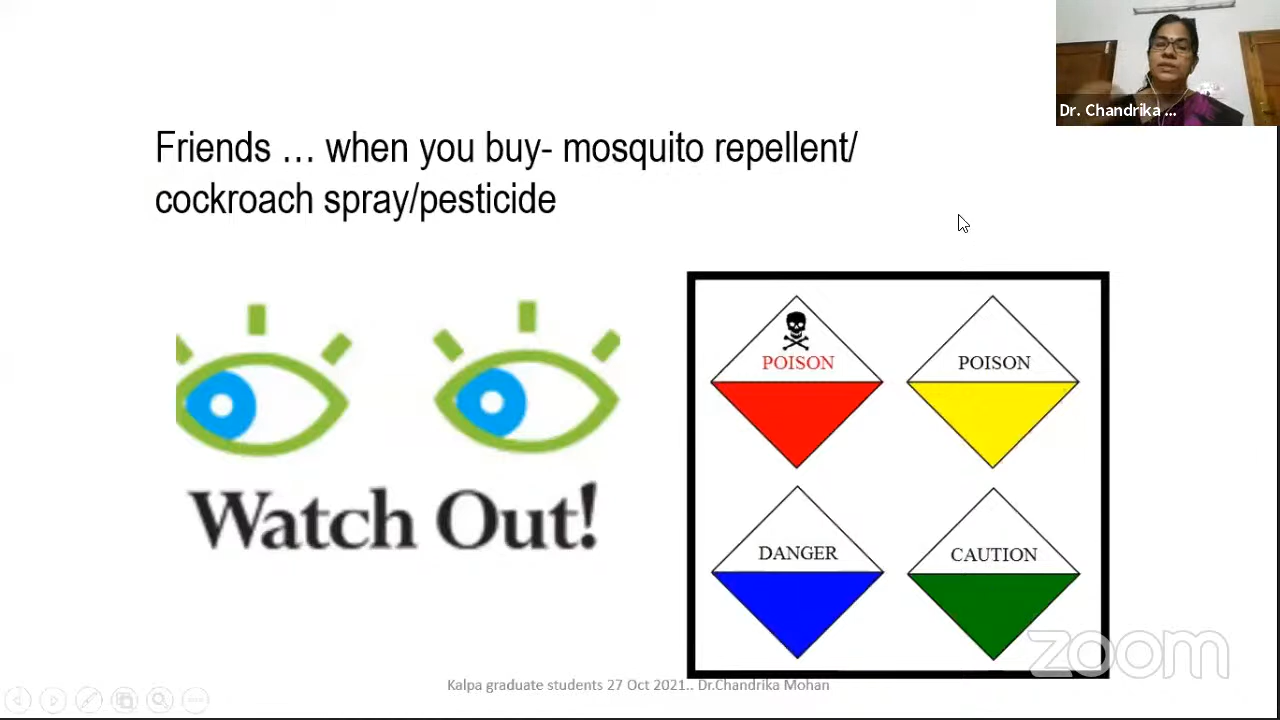 Dr. Chandrika ...
Friends ... when you buy- mosquito repellent/
cockroach spray/pesticide
Watch Out!
POISON
POISON
DANGER
CAUTION
zoom
Kalpa graduate students 27 Oct 2021.. Dr.Chandrika Mohan